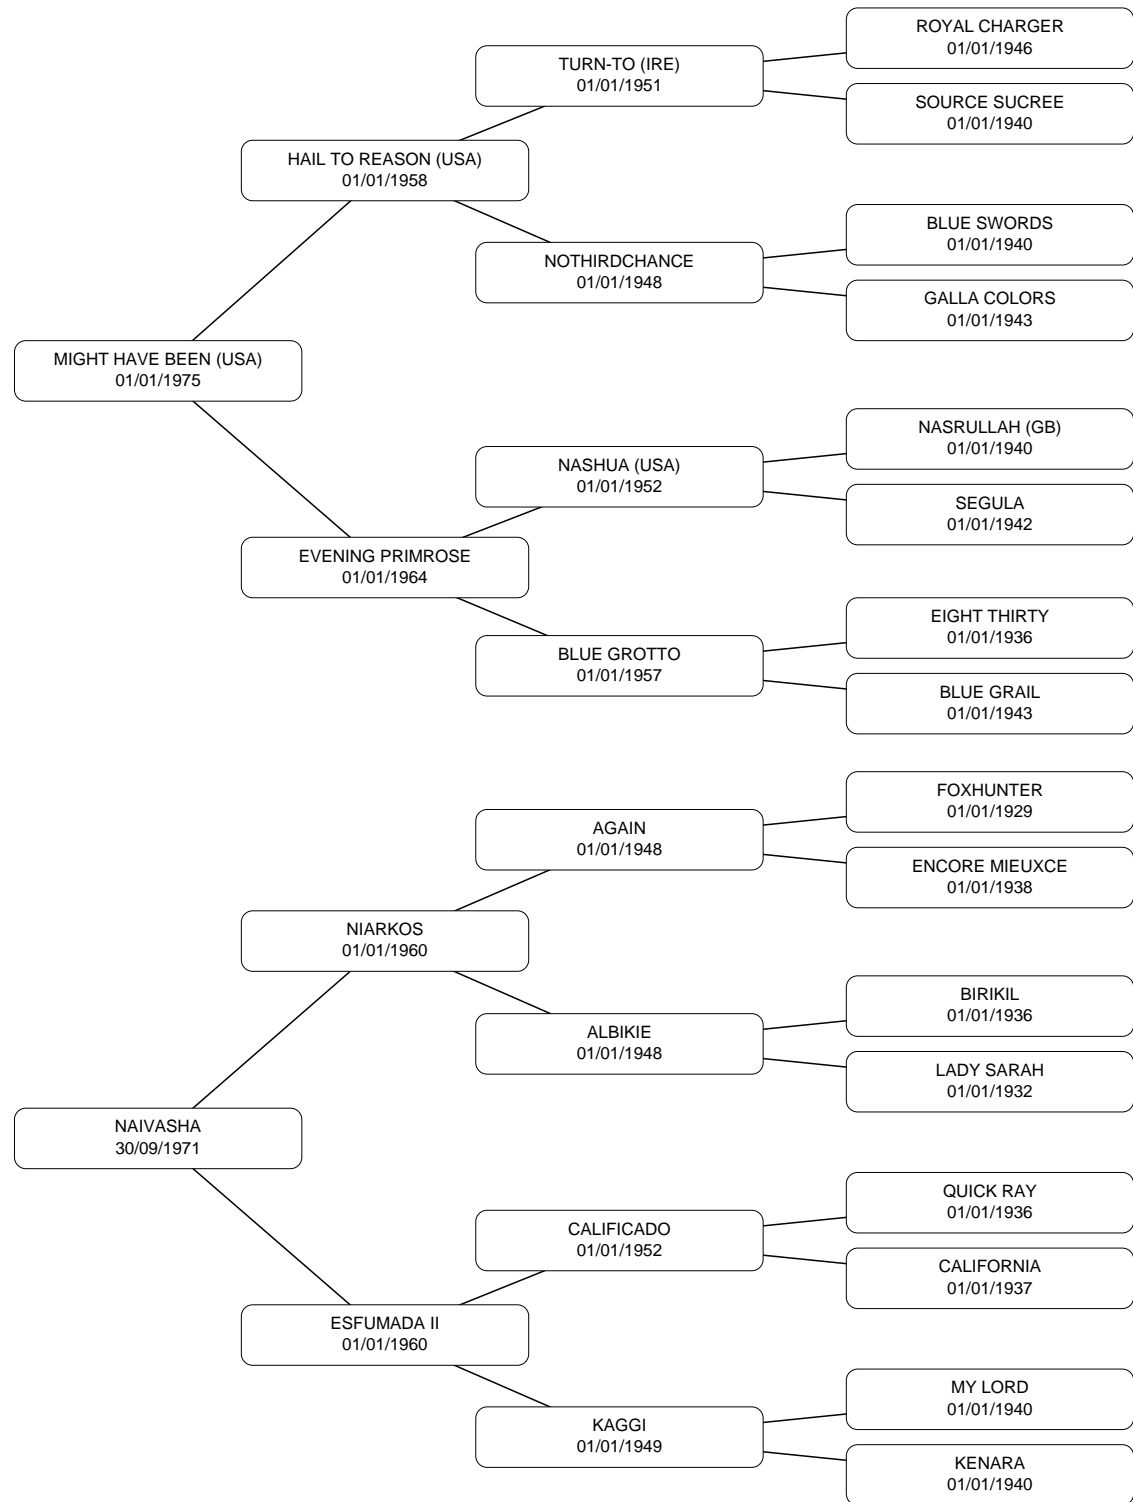 ROYAL CHARGER
01/01/1946
TURN-TO (IRE)
01/01/1951
SOURCE SUCREE
01/01/1940
HAIL TO REASON (USA)
01/01/1958
BLUE SWORDS
01/01/1940
NOTHIRDCHANCE
01/01/1948
GALLA COLORS
01/01/1943
MIGHT HAVE BEEN (USA)
01/01/1975
NASRULLAH (GB)
01/01/1940
NASHUA (USA)
01/01/1952
SEGULA
01/01/1942
EVENING PRIMROSE
01/01/1964
EIGHT THIRTY
01/01/1936
BLUE GROTTO
01/01/1957
BLUE GRAIL
01/01/1943
FOXHUNTER
01/01/1929
AGAIN
01/01/1948
ENCORE MIEUXCE
01/01/1938
NIARKOS
01/01/1960
BIRIKIL
01/01/1936
ALBIKIE
01/01/1948
LADY SARAH
01/01/1932
NAIVASHA
30/09/1971
QUICK RAY
01/01/1936
CALIFICADO
01/01/1952
CALIFORNIA
01/01/1937
ESFUMADA II
01/01/1960
MY LORD
01/01/1940
KAGGI
01/01/1949
KENARA
01/01/1940